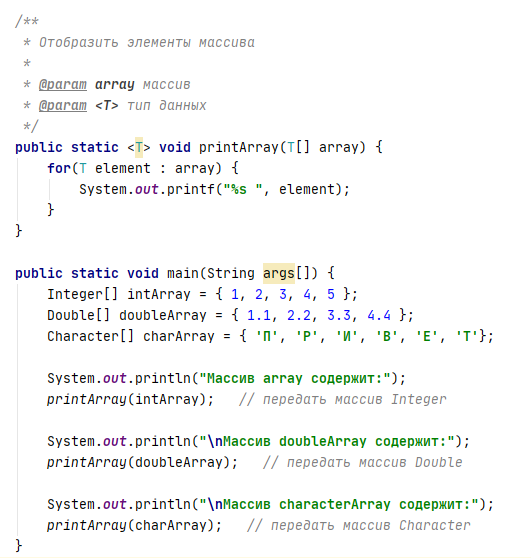 /**
 * Отобразить элементы массива
 *
 * @param array массив
 * @param <T> тип данных
 */
public static <T> void printArray(T[] array) {
    for(T element : array) {
        System.out.printf("%s ", element);
    }
}

public static void main(String args[]) {
    Integer[] intArray = { 1, 2, 3, 4, 5 };
    Double[] doubleArray = { 1.1, 2.2, 3.3, 4.4 };
    Character[] charArray = { 'П', 'Р', 'И', 'В', 'Е', 'Т'};

    System.out.println("Массив array содержит:");
    printArray(intArray);   // передать массив Integer

    System.out.println("\nМассив doubleArray содержит:");
    printArray(doubleArray);   // передать массив Double

    System.out.println("\nМассив characterArray содержит:");
    printArray(charArray);   // передать массив Character
}